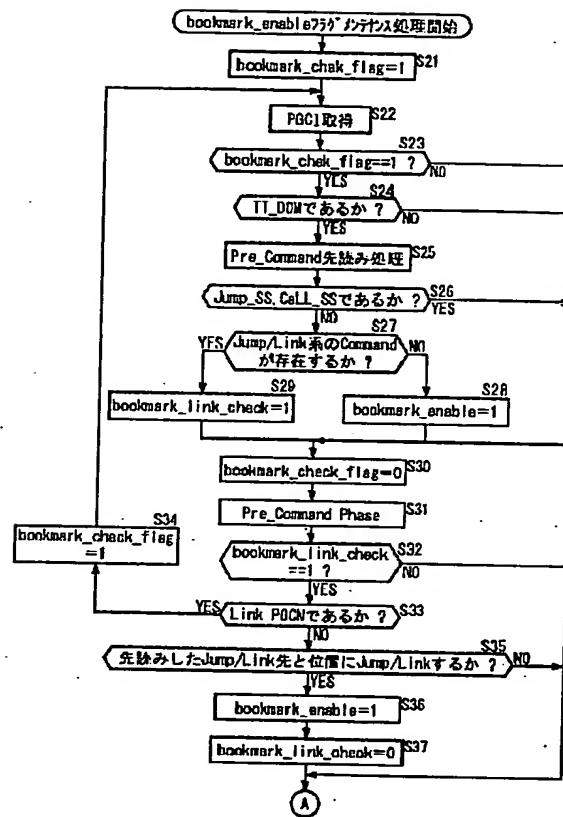 bookmark_enableﾌﾗｸﾞﾒﾝﾃﾅﾝｽ処理開始
S21
bookmark_chak_flag=1
S22
PGCI取得
S23
bookmark_chak_flag==1 ?
NO
YES
S24
TT_DOMであるか ?
NO
YES
Pre_Command先読み処理
S25
S26
Jump_SS,CaLL_SSであるか ?
YES
NO
S27
YES
Jump/Link系のCommand
が存在するか ?
NO
S29
bookmark_link_check=1
S28
bookmark_enable=1
bookmark_check_flag=0
S30
Pre_Command Phase
S31
S34
bookmark_check_flag
=1
bookmark_link_check
==1 ?
S32
NO
YES
YES
Link PGCNであるか ?
S33
NO
S35
先読みしたJump/Link先と位置にJump/Linkするか ?
NO
YES
bookmark_enable=1
S36
bookmark_link_check=0
S37
A